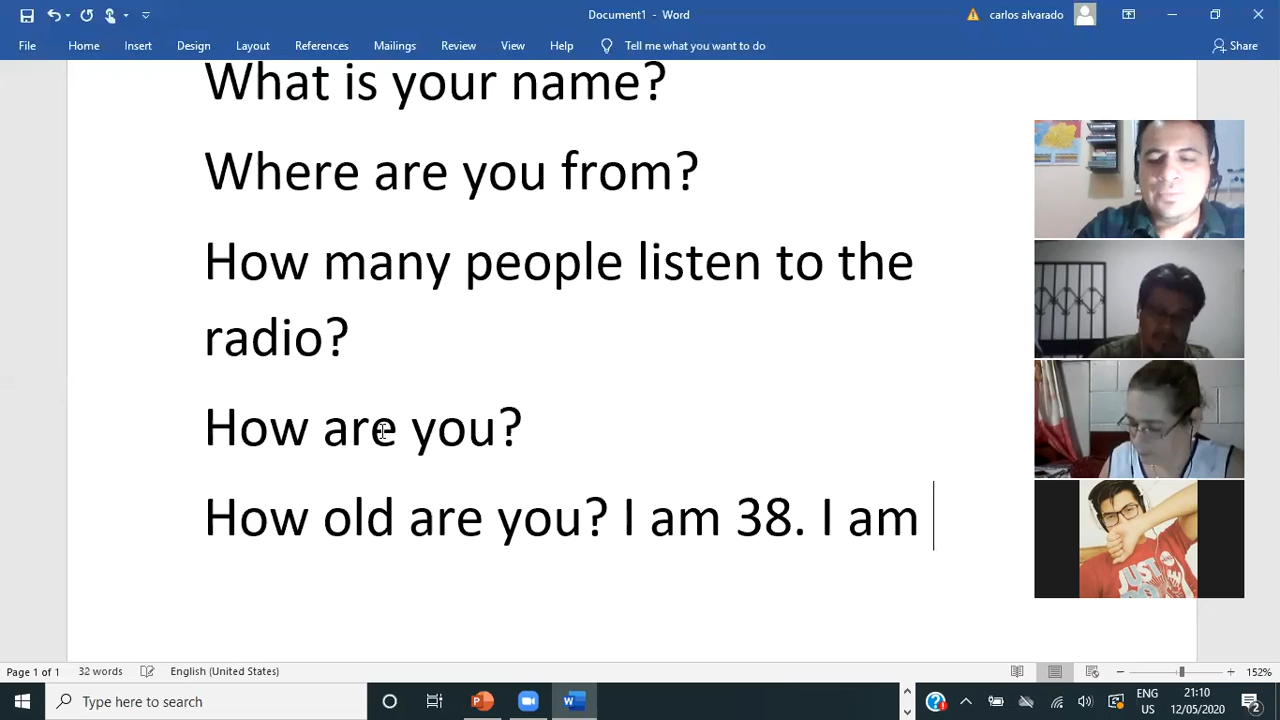 Document1 - Word
carlos alvarado
File Home Insert Design Layout References Mailings Review View Help Tell me what you want to do Share
What is your name?
Where are you from?
How many people listen to the
radio?
How are you?
How old are you? I am 38. I am
JUST
DO
Page 1 of 1 32 words English (United States) 152%
Type here to search
ENG 21:10
US 12/05/2020
2